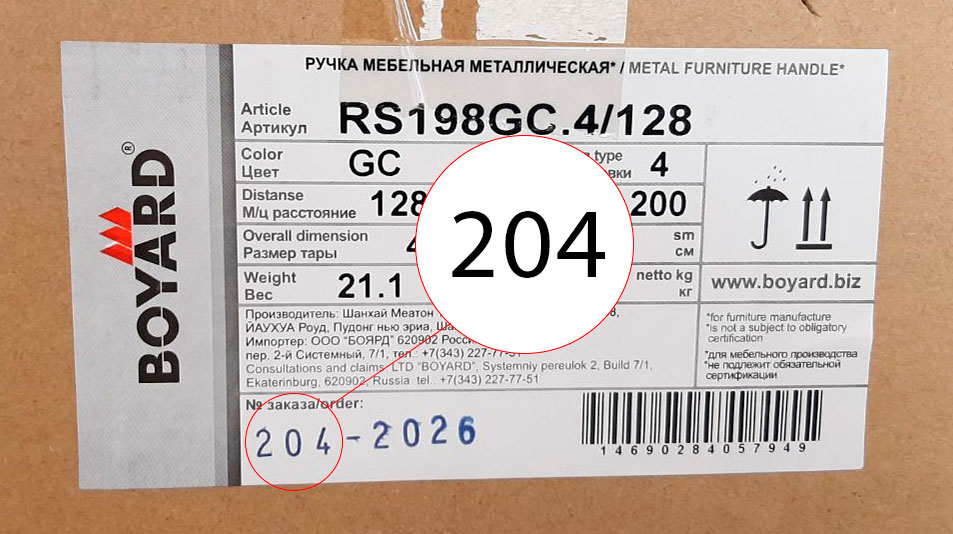 РУЧКА МЕБЕЛЬНАЯ МЕТАЛЛИЧЕСКАЯ* / METAL FURNITURE HANDLE*
Article
Артикул
RS198GC.4/128
Color
Цвет
GC
type
4
Distanse
М/ц расстояние
128
200
Overall dimension
Размер тары
4
sm
см
Weight
Вес
21.1
netto kg
кг
204
BOYARD®
www.boyard.biz
Производитель: Шанхай Меатон
ЙАУХУА Роуд, Пудонг нью эриа,
Импортер: ООО "БОЯРД" 620902
пер. 2-й Системный, 7/1, тел.: +7(343) 227-77-51
Consultations and claims: LTD "BOYARD", Systemniy pereulok 2, Build 7/1,
Ekaterinburg, 620902, Russia tel.: +7(343) 227-77-51
*for furniture manufacture
*is not a subject to obligatory
certification
*для мебельного производства
*не подлежит обязательной
сертификации
№ заказа/order:
204-2026
14690284057949